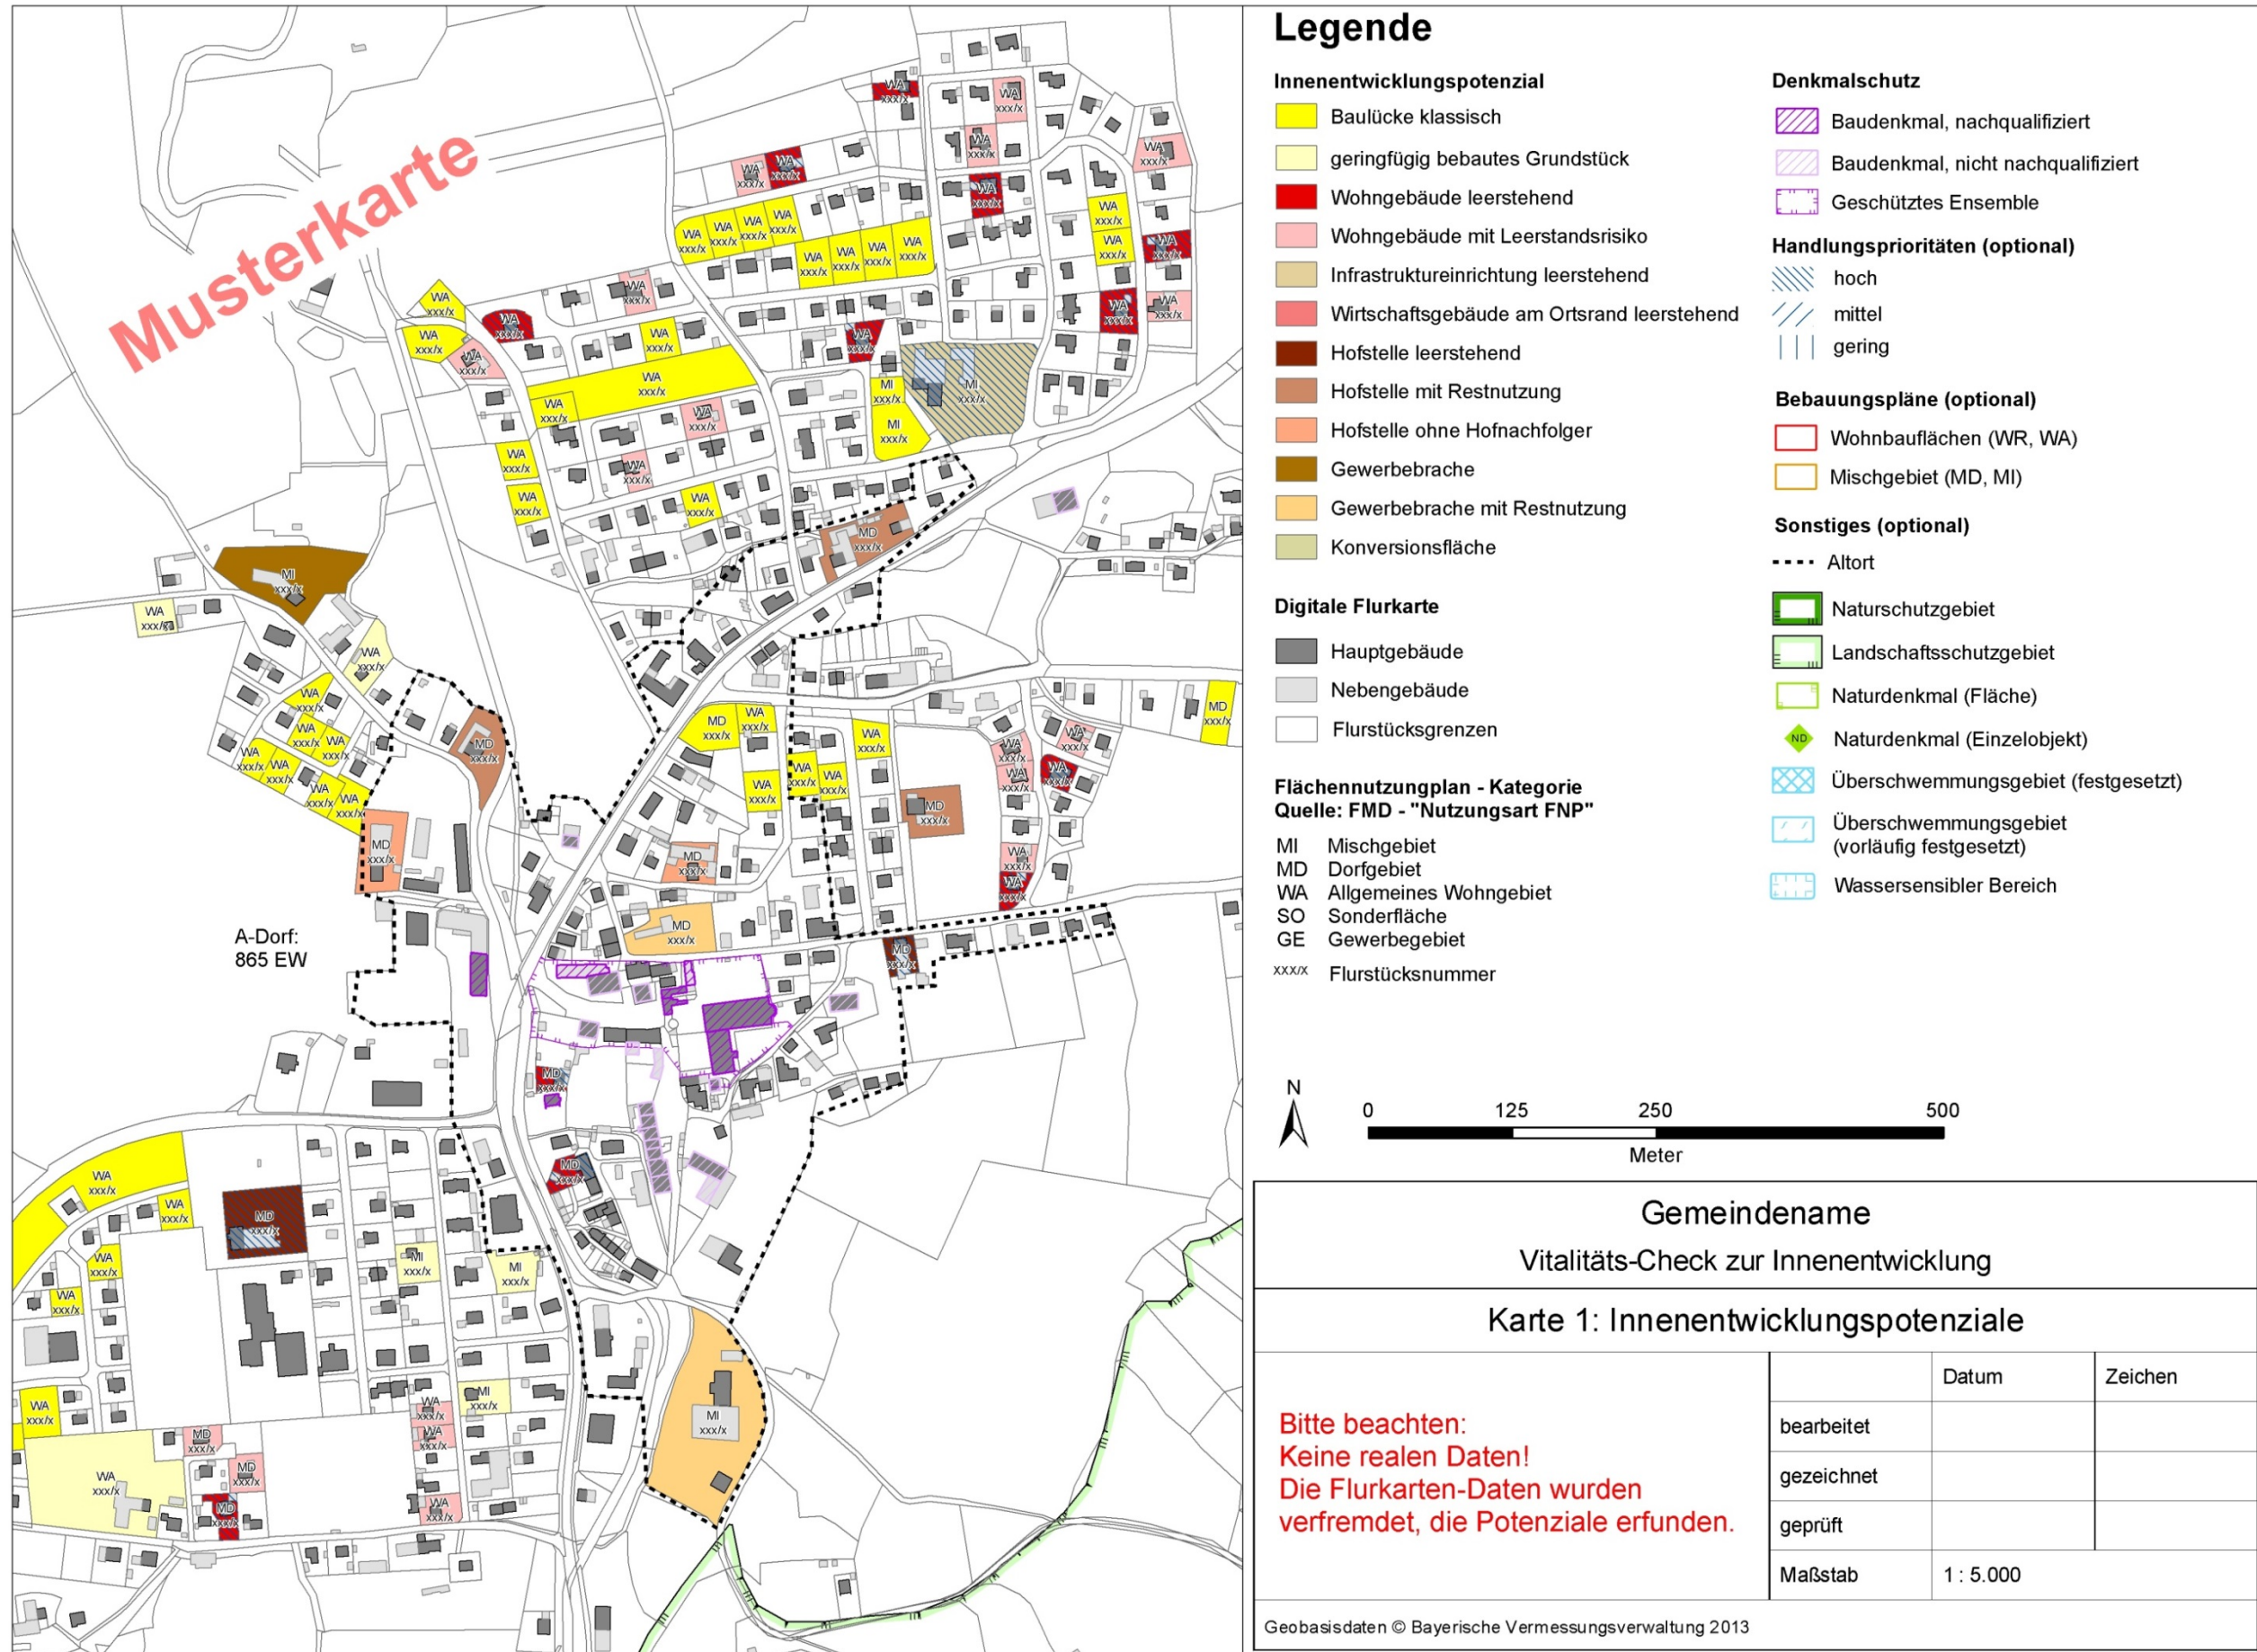 Musterkarte
A-Dorf:
865 EW
Legende
Innenentwicklungspotenzial
Baulücke klassisch
geringfügig bebautes Grundstück
Wohngebäude leerstehend
Wohngebäude mit Leerstandsrisiko
Infrastruktureinrichtung leerstehend
Wirtschaftsgebäude am Ortsrand leerstehend
Hofstelle leerstehend
Hofstelle mit Restnutzung
Hofstelle ohne Hofnachfolger
Gewerbebrache
Gewerbebrache mit Restnutzung
Konversionsfläche
Digitale Flurkarte
Hauptgebäude
Nebengebäude
Flurstücksgrenzen
Flächennutzungplan - Kategorie
Quelle: FMD - "Nutzungsart FNP"
MI Mischgebiet
MD Dorfgebiet
WA Allgemeines Wohngebiet
SO Sonderfläche
GE Gewerbegebiet
xxx/x Flurstücksnummer
Denkmalschutz
Baudenkmal, nachqualifiziert
Baudenkmal, nicht nachqualifiziert
Geschütztes Ensemble
Handlungsprioritäten (optional)
hoch
mittel
gering
Bebauungspläne (optional)
Wohnbauflächen (WR, WA)
Mischgebiet (MD, MI)
Sonstiges (optional)
Altort
Naturschutzgebiet
Landschaftsschutzgebiet
Naturdenkmal (Fläche)
ND Naturdenkmal (Einzelobjekt)
Überschwemmungsgebiet (festgesetzt)
Überschwemmungsgebiet
(vorläufig festgesetzt)
Wassersensibler Bereich
N
0 125 250 500
Meter
Gemeindename
Vitalitäts-Check zur Innenentwicklung
Karte 1: Innenentwicklungspotenziale
Bitte beachten:
Keine realen Daten!
Die Flurkarten-Daten wurden
verfremdet, die Potenziale erfunden.
Datum Zeichen
bearbeitet
gezeichnet
geprüft
Maßstab 1 : 5.000
Geobasisdaten © Bayerische Vermessungsverwaltung 2013